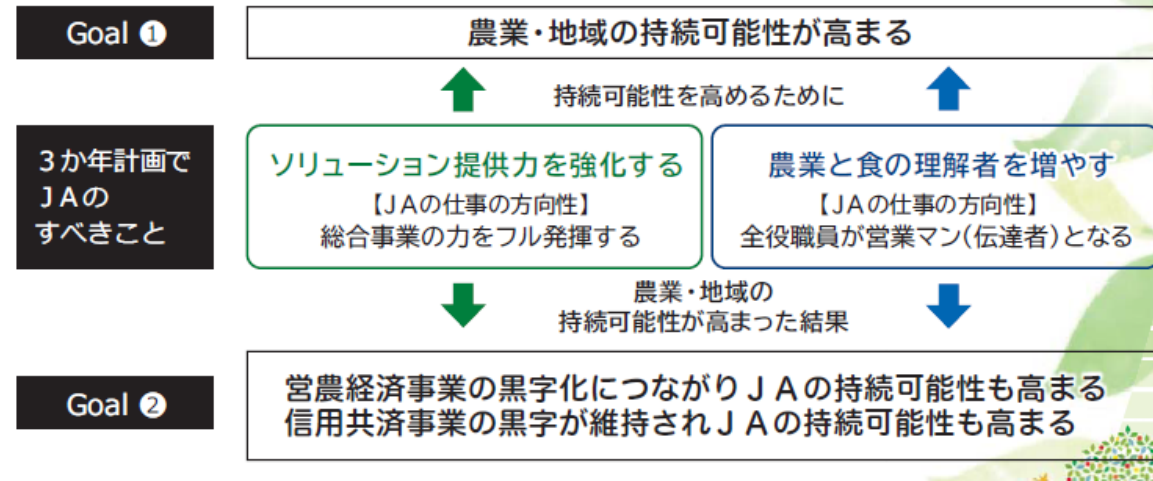 Goal ❶
農業・地域の持続可能性が高まる
持続可能性を高めるために
3か年計画で
JAの
すべきこと
ソリューション提供力を強化する
【JAの仕事の方向性】
総合事業の力をフル発揮する
農業と食の理解者を増やす
【JAの仕事の方向性】
全役職員が営業マン(伝達者)となる
農業・地域の
持続可能性が高まった結果
Goal ❷
営農経済事業の黒字化につながりJAの持続可能性も高まる
信用共済事業の黒字が維持されJAの持続可能性も高まる